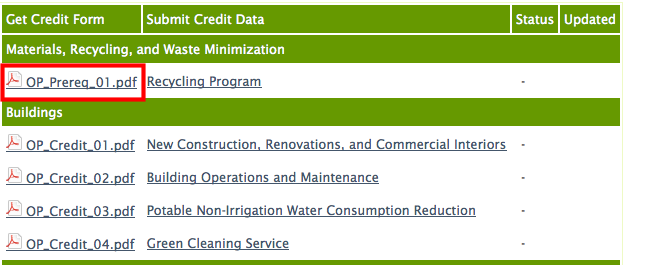 Get Credit Form Submit Credit Data Status Updated
Materials, Recycling, and Waste Minimization
OP_Prereq_01.pdf Recycling Program -
Buildings
OP_Credit_01.pdf New Construction, Renovations, and Commercial Interiors -
OP_Credit_02.pdf Building Operations and Maintenance -
OP_Credit_03.pdf Potable Non-Irrigation Water Consumption Reduction -
OP_Credit_04.pdf Green Cleaning Service -